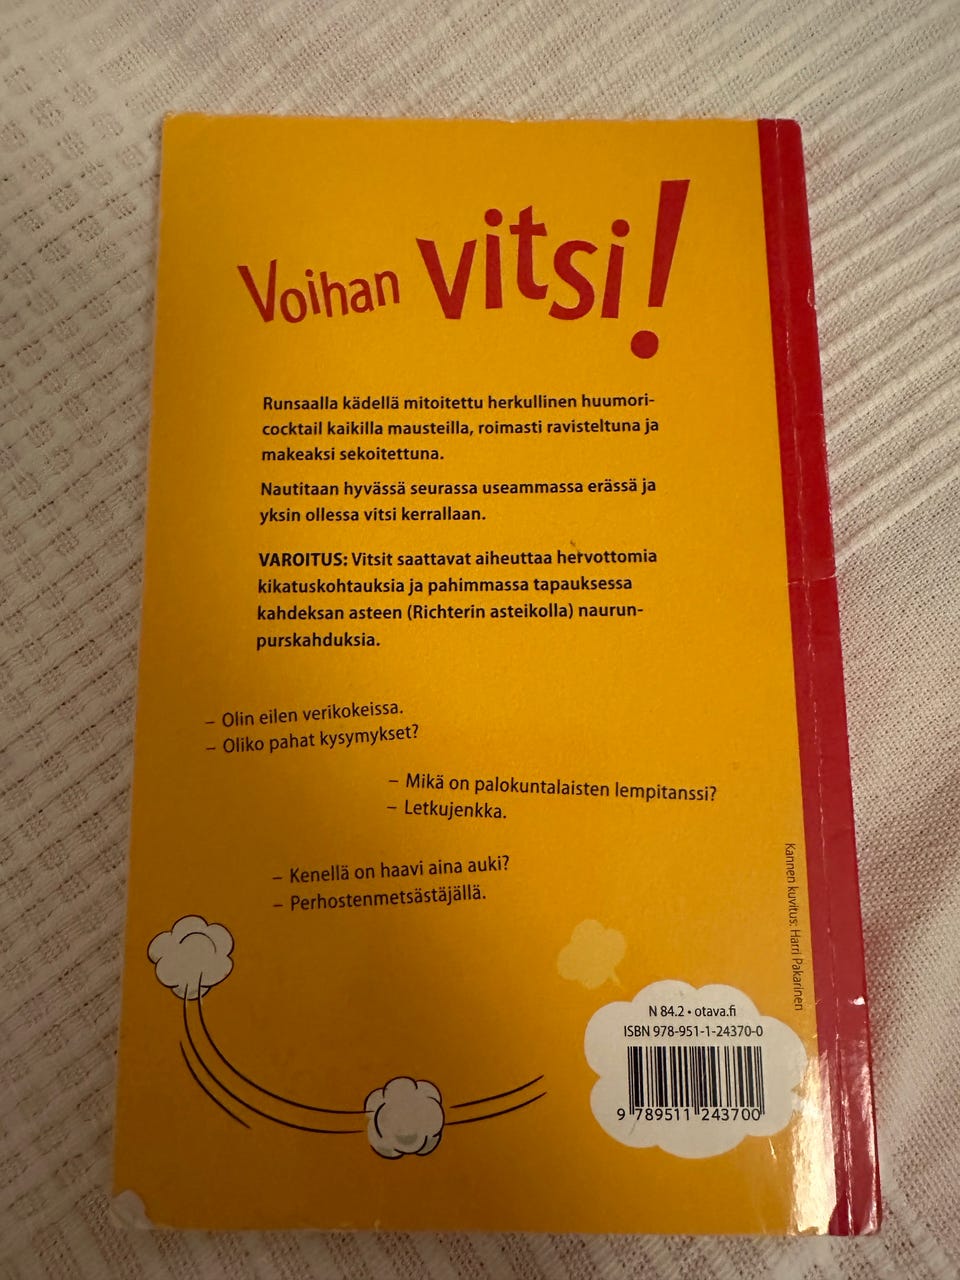 Voihan vitsi!
Runsaalla kädellä mitoitettu herkullinen huumori-
cocktail kaikilla mausteilla, roimasti ravisteltuna ja
makeaksi sekoitettuna.
Nautitaan hyvässä seurassa useammassa erässä ja
yksin ollessa vitsi kerrallaan.
VAROITUS: Vitsit saattavat aiheuttaa hervottomia
kikatuskohtauksia ja pahimmassa tapauksessa
kahdeksan asteen (Richterin asteikolla) naurun-
purskahduksia.
– Olin eilen verikokeissa.
– Oliko pahat kysymykset?
– Mikä on palokuntalaisten lempitanssi?
– Letkujenkka.
– Kenellä on haavi aina auki?
– Perhostenmetsästäjällä.
Kannen kuvitus: Harri Pakarinen
N 84.2 • otava.fi
ISBN 978-951-1-24370-0
9 789511 243700